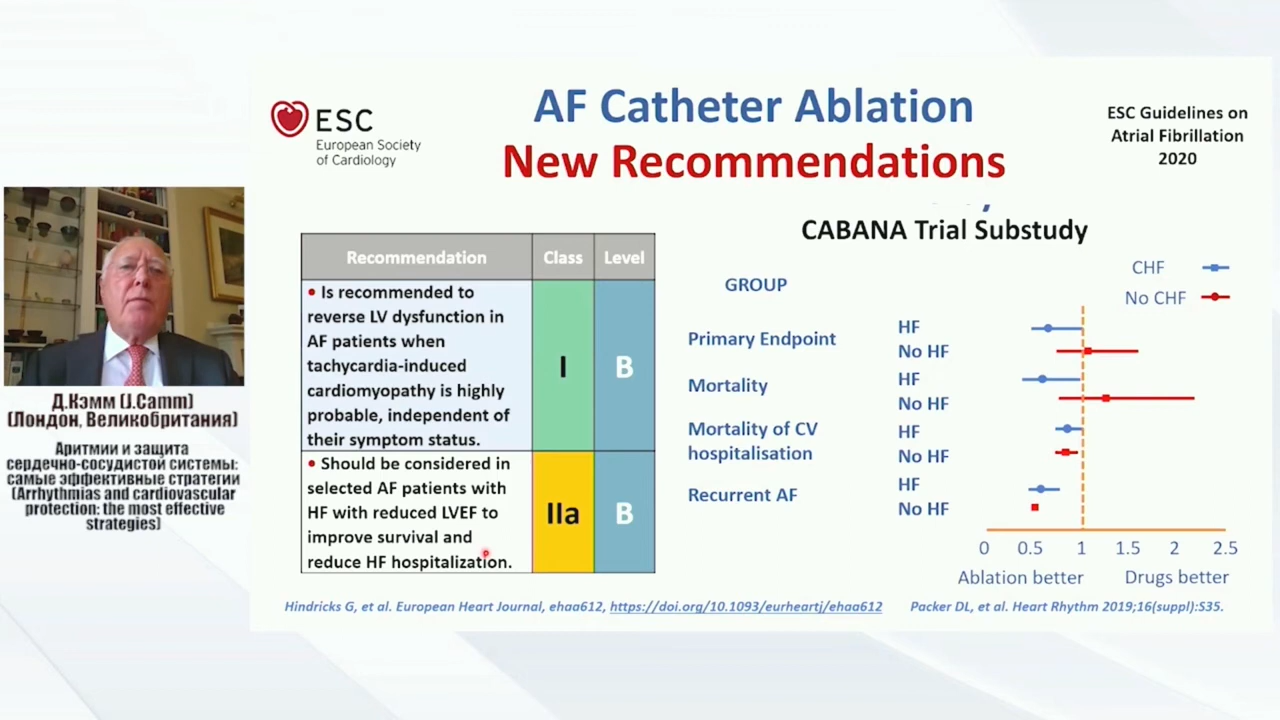 ESC
European Society
of Cardiology
AF Catheter Ablation
New Recommendations
ESC Guidelines on
Atrial Fibrillation
2020
Д.Кэмм (J.Camm)
(Лондон, Великобритания)
Аритмии и защита
сердечно-сосудистой системы:
самые эффективные стратегии
(Arrhythmias and cardiovascular
protection: the most effective
strategies)
Recommendation Class Level
• Is recommended to
reverse LV dysfunction in
AF patients when
tachycardia-induced
cardiomyopathy is highly
probable, independent of
their symptom status.
I B
• Should be considered in
selected AF patients with
HF with reduced LVEF to
improve survival and
reduce HF hospitalization.
IIa B
CABANA Trial Substudy
GROUP
CHF
No CHF
Primary Endpoint
HF
No HF
Mortality
HF
No HF
Mortality of CV
hospitalisation
HF
No HF
Recurrent AF
HF
No HF
0 0.5 1 1.5 2 2.5
Ablation better Drugs better
Hindricks G, et al. European Heart Journal, ehaa612, https://doi.org/10.1093/eurheartj/ehaa612
Packer DL, et al. Heart Rhythm 2019;16(suppl):S35.